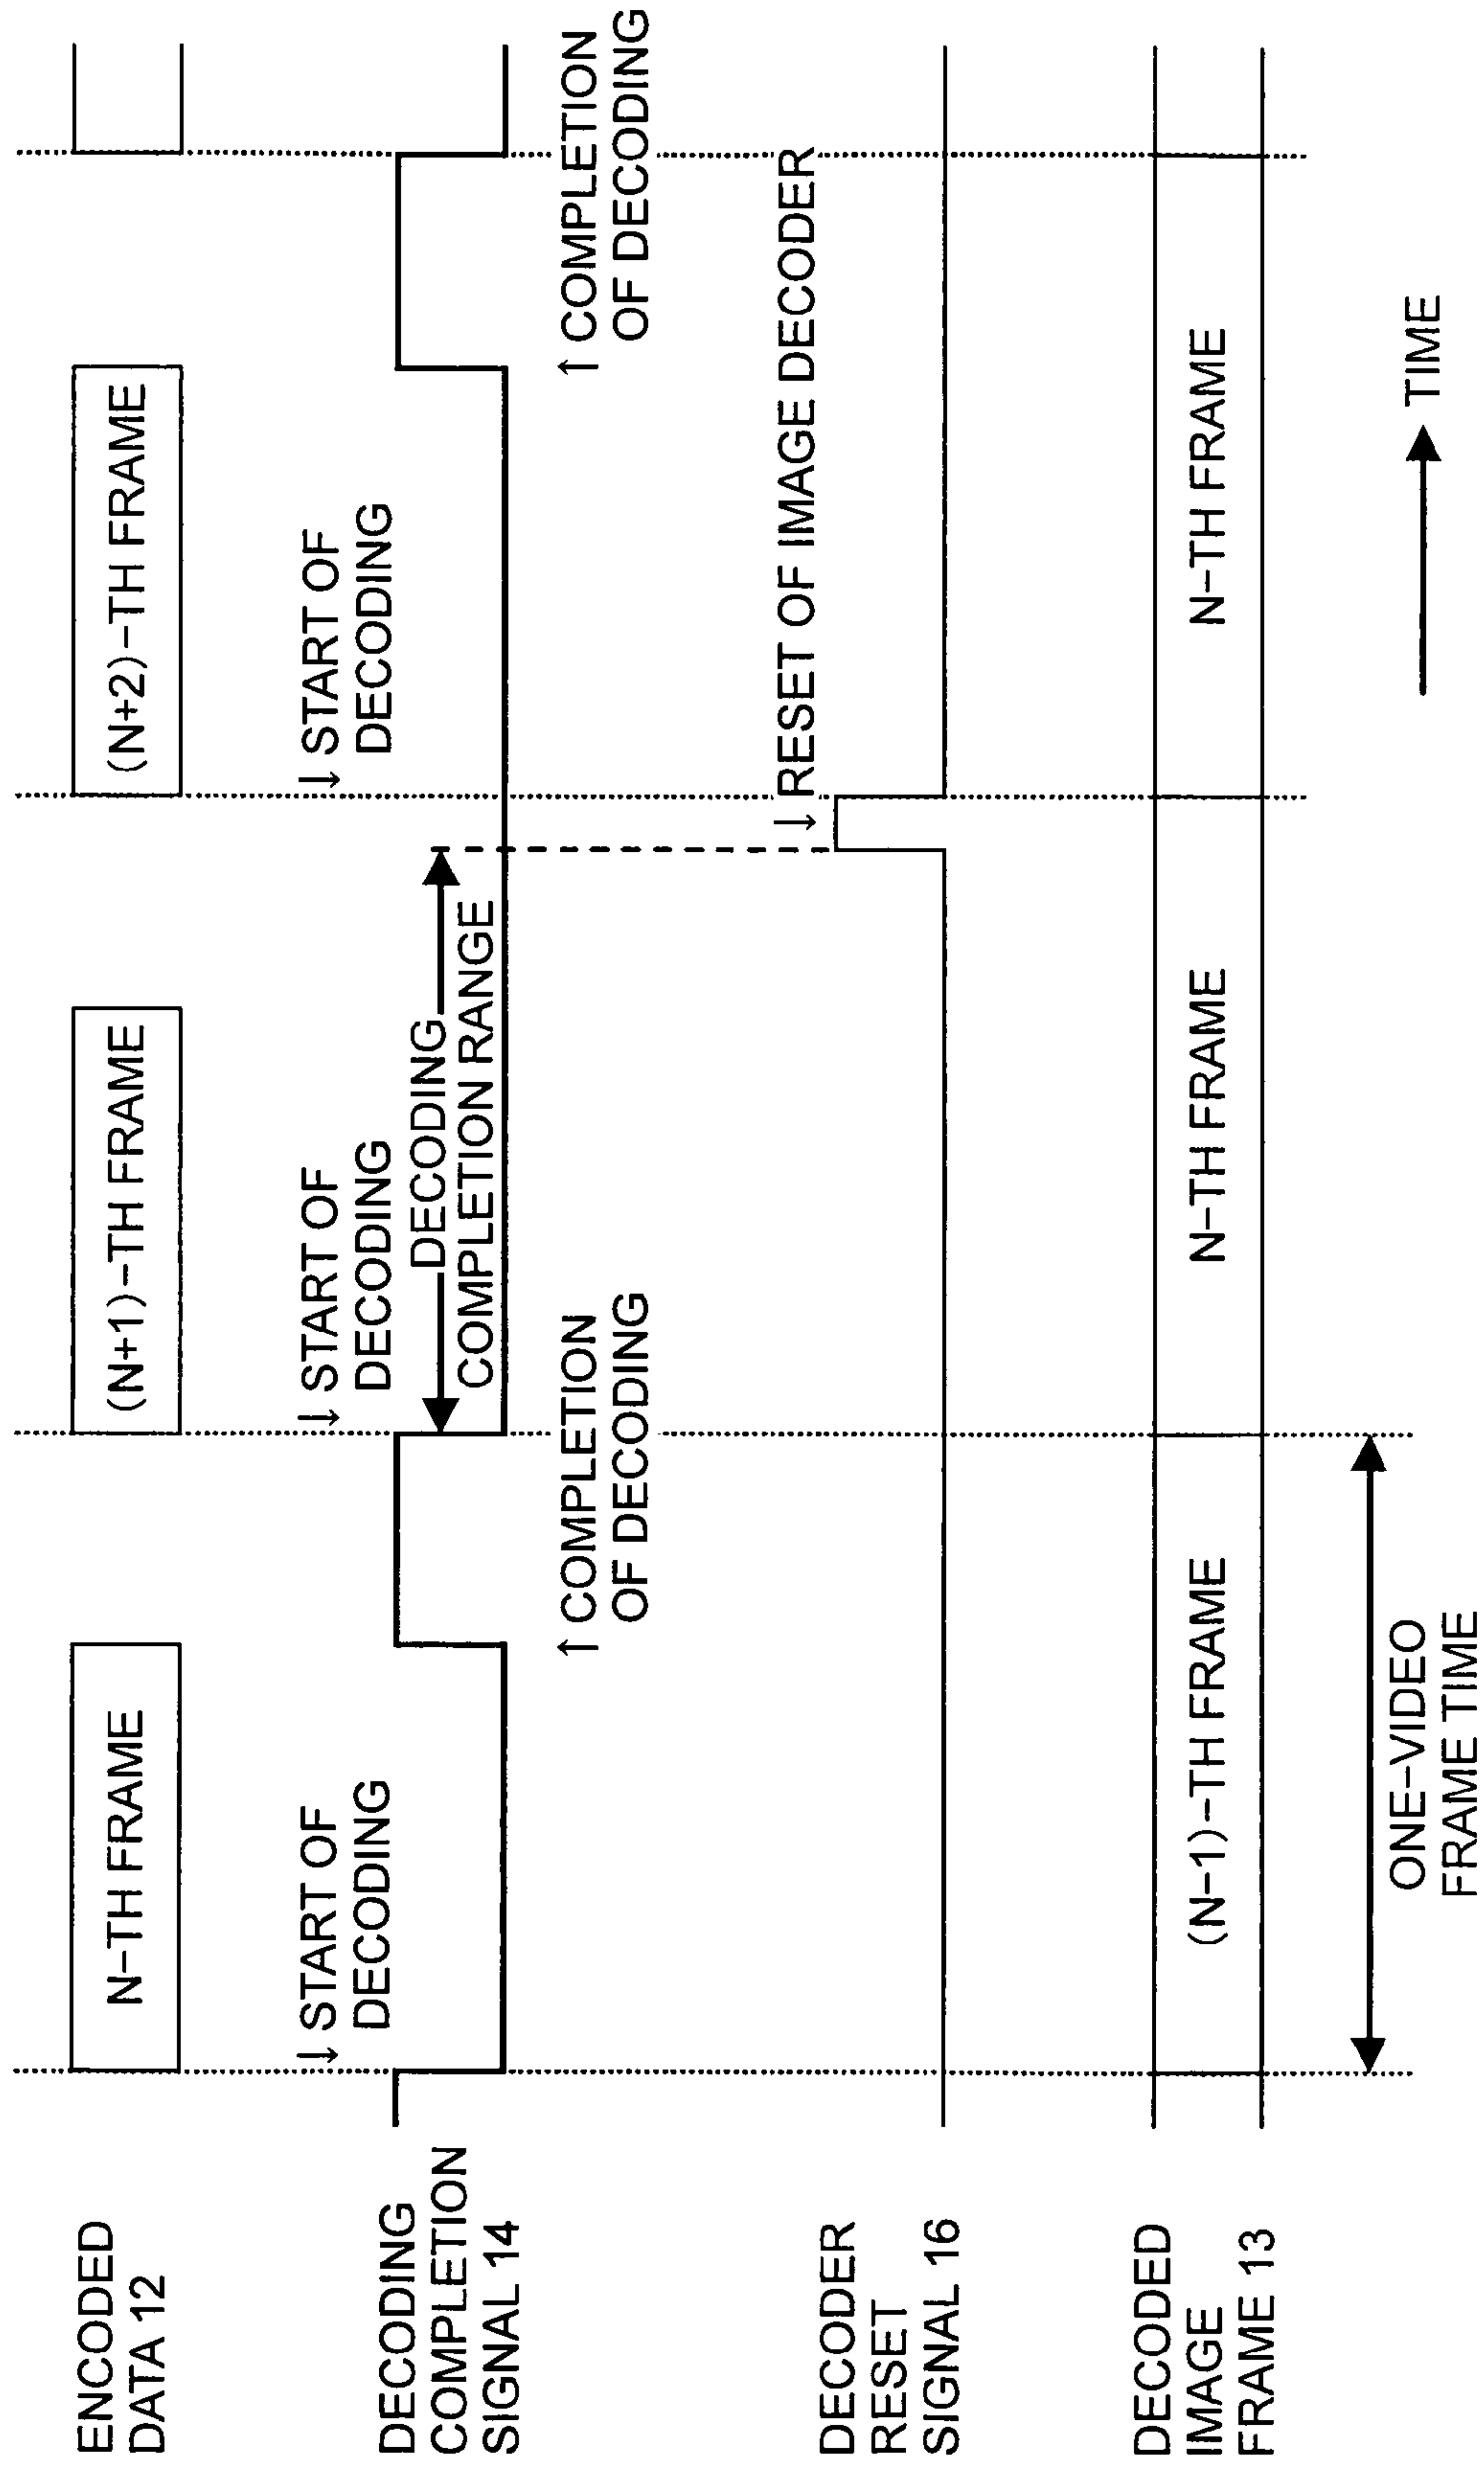 ENCODED
DATA 12
N-TH FRAME
(N+1)-TH FRAME
(N+2)-TH FRAME
↓ START OF
DECODING
↓ START OF
DECODING
↓ START OF
DECODING
DECODING
COMPLETION
SIGNAL 14
DECODING
COMPLETION RANGE
↑ COMPLETION
OF DECODING
↑ COMPLETION
OF DECODING
DECODER
RESET
SIGNAL 16
↓ RESET OF IMAGE DECODER
DECODED
IMAGE
FRAME 13
(N-1)-TH FRAME
N-TH FRAME
N-TH FRAME
ONE-VIDEO
FRAME TIME
TIME